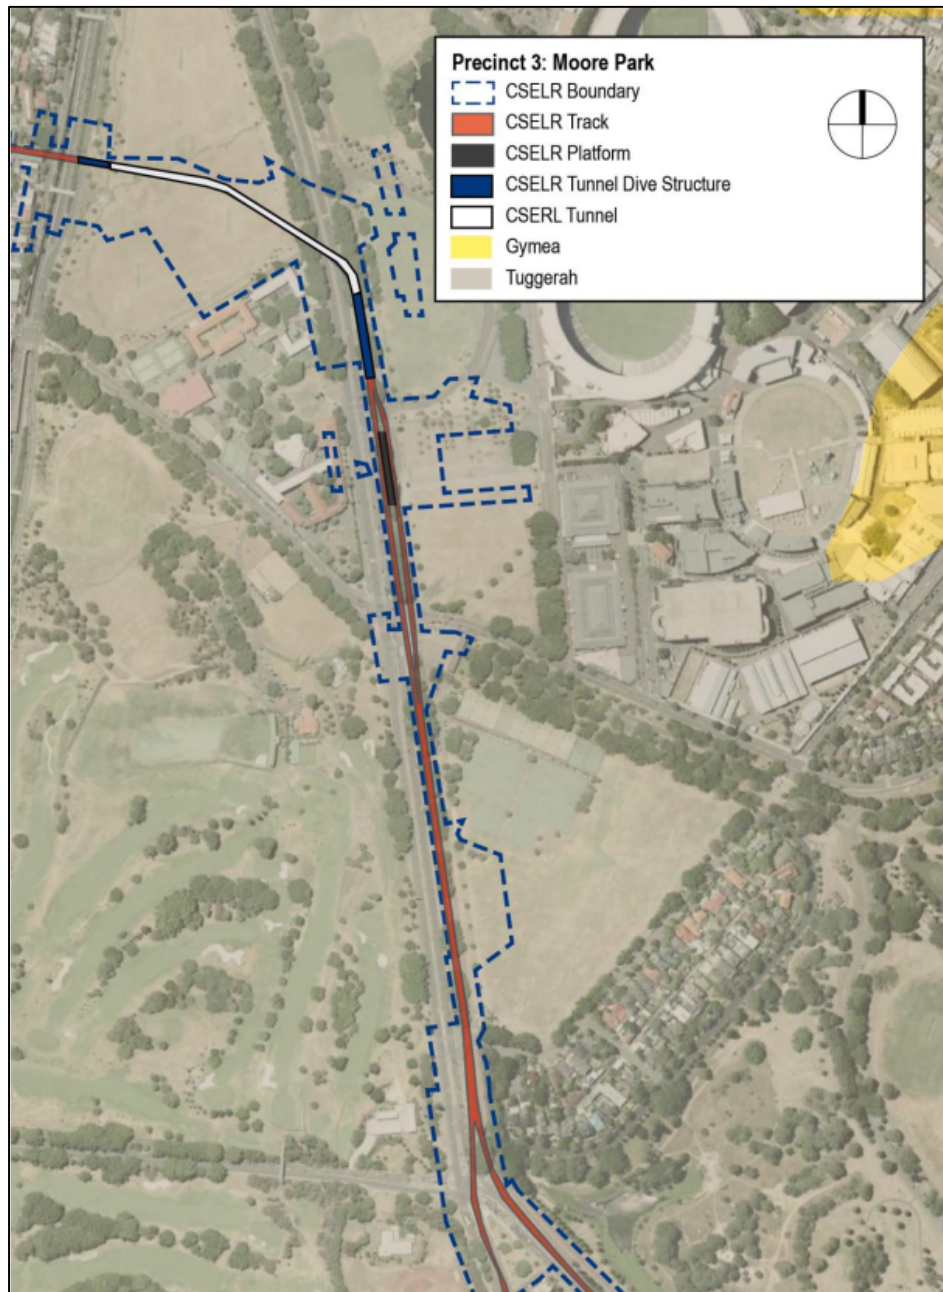 Precinct 3: Moore Park
CSELR Boundary
CSELR Track
CSELR Platform
CSELR Tunnel Dive Structure
CSERL Tunnel
Gymea
Tuggerah